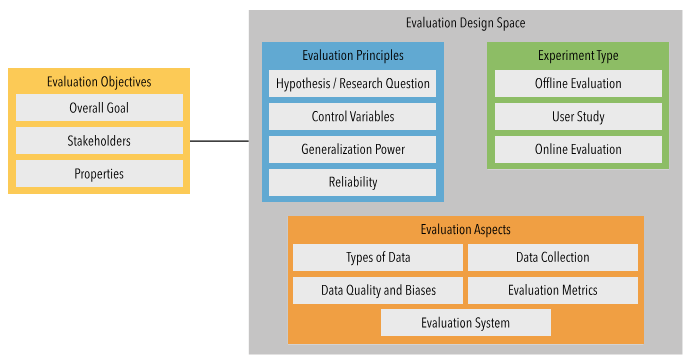 Evaluation Design Space
Evaluation Objectives
Overall Goal
Stakeholders
Properties
Evaluation Principles
Hypothesis / Research Question
Control Variables
Generalization Power
Reliability
Experiment Type
Offline Evaluation
User Study
Online Evaluation
Evaluation Aspects
Types of Data
Data Collection
Data Quality and Biases
Evaluation Metrics
Evaluation System